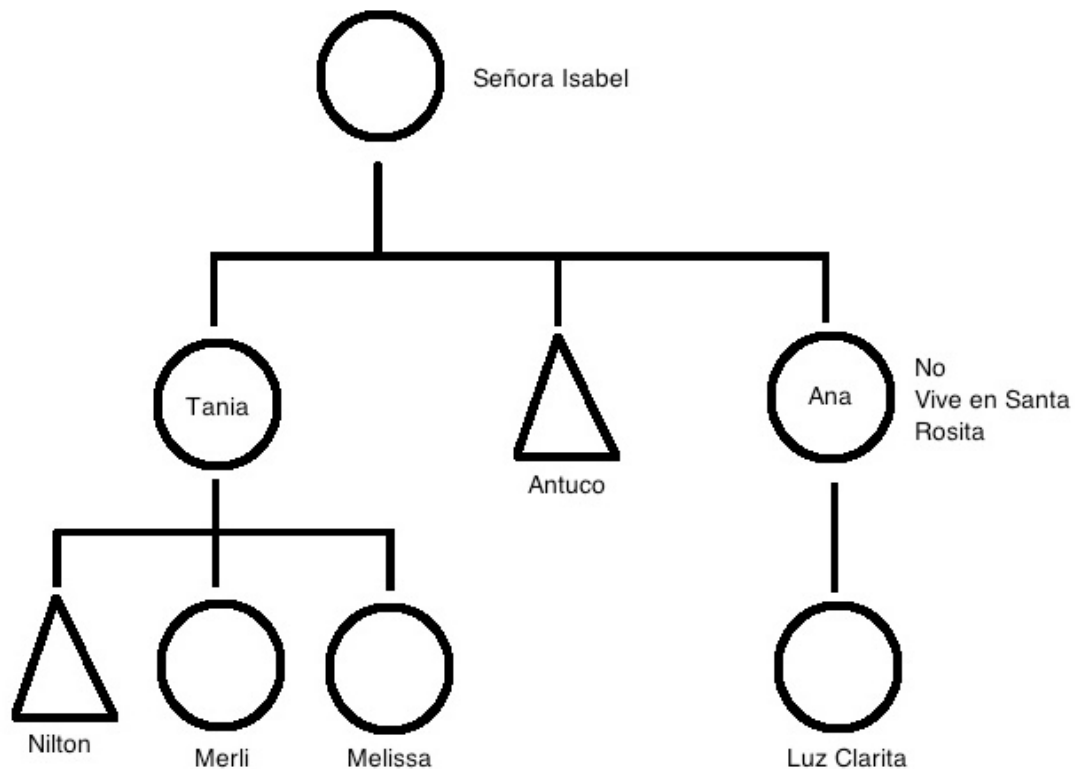 Señora Isabel
Tania
Antuco
Ana
No
Vive en Santa
Rosita
Nilton
Merli
Melissa
Luz Clarita